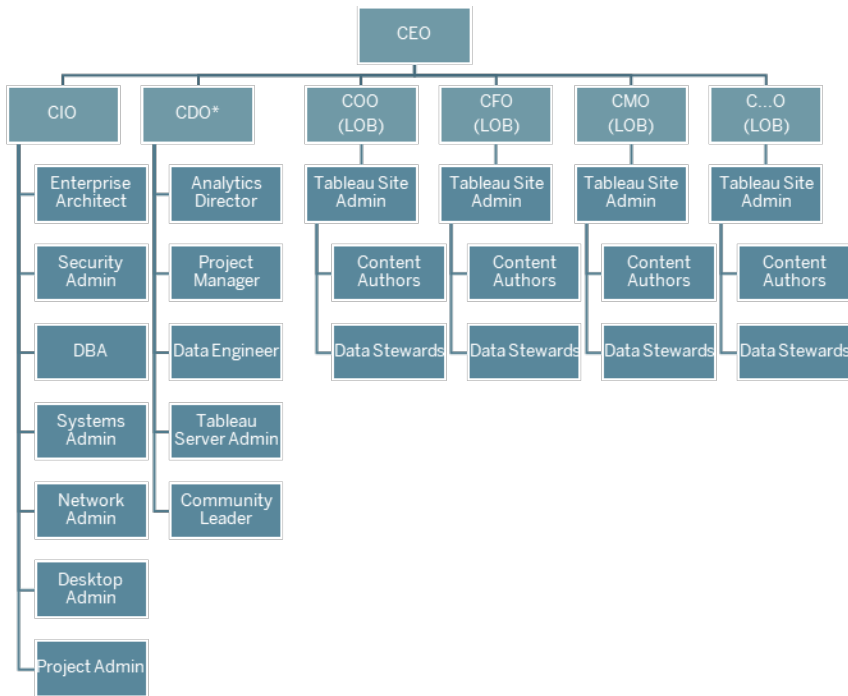 CEO
CIO
CDO*
COO
(LOB)
CFO
(LOB)
CMO
(LOB)
C...O
(LOB)
Enterprise
Architect
Analytics
Director
Tableau Site
Admin
Tableau Site
Admin
Tableau Site
Admin
Tableau Site
Admin
Security
Admin
Project
Manager
Content
Authors
Content
Authors
Content
Authors
Content
Authors
DBA
Data Engineer
Data Stewards
Data Stewards
Data Stewards
Data Stewards
Systems
Admin
Tableau
Server Admin
Network
Admin
Community
Leader
Desktop
Admin
Project Admin